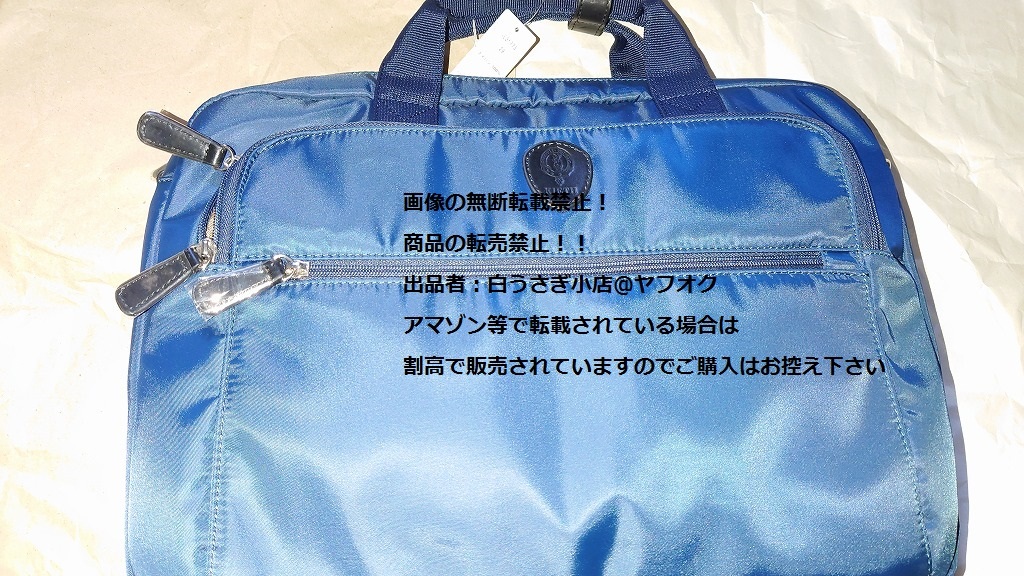 画像の無断転載禁止！
商品の転売禁止！！
出品者：白うさぎ小店@ヤフオク
アマゾン等で転載されている場合は
割高で販売されていますのでご購入はお控え下さい